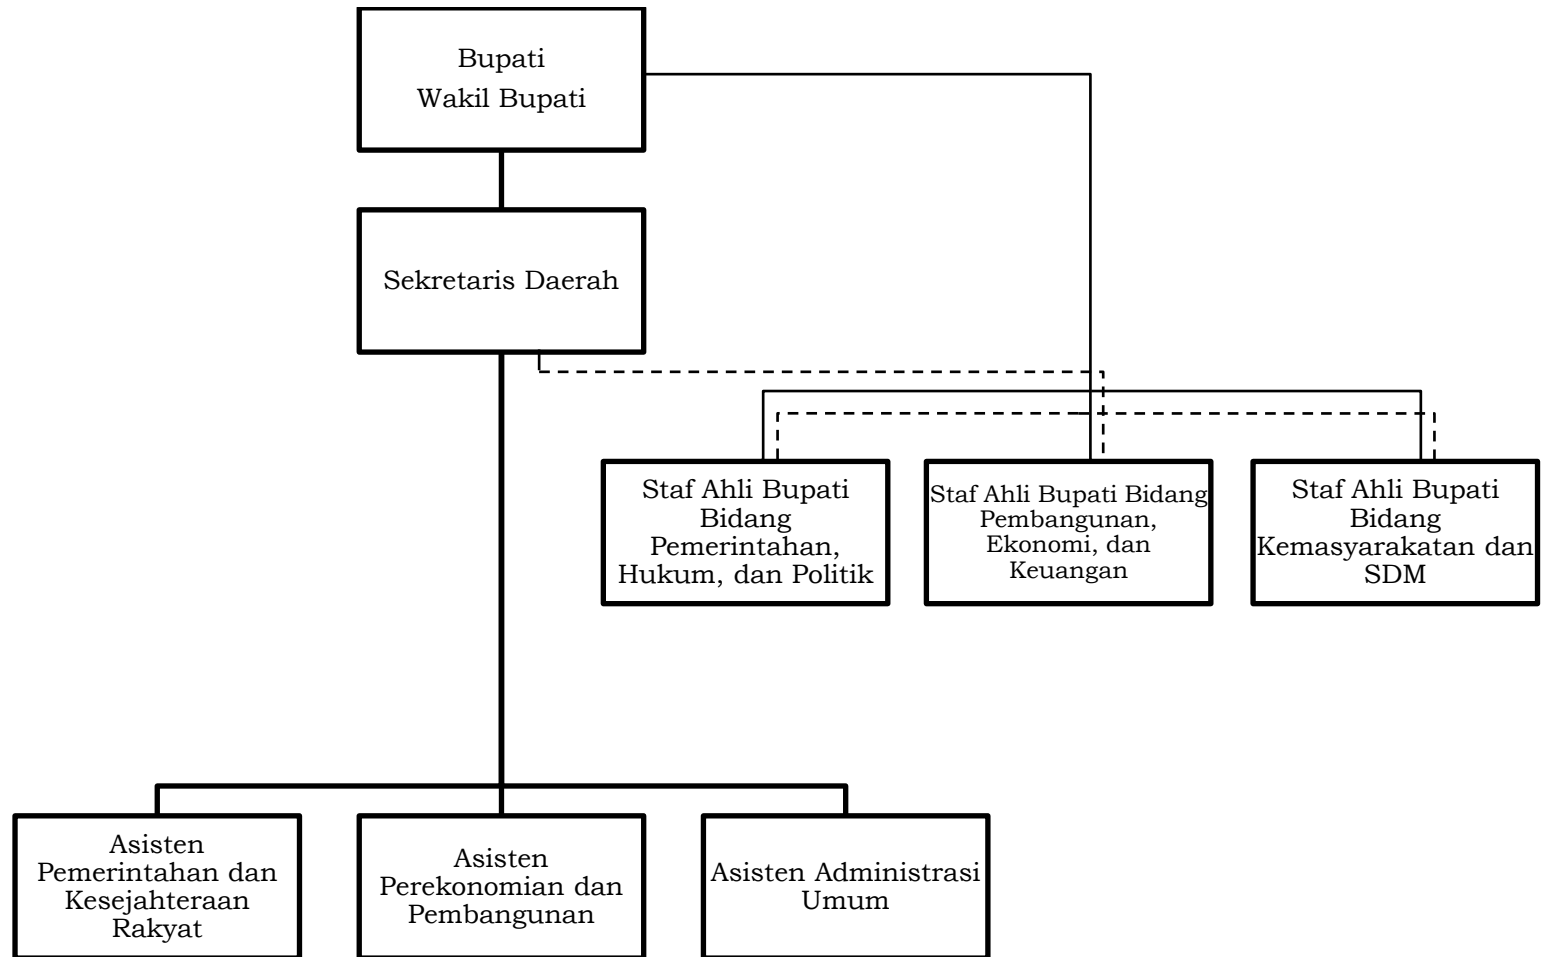 Bupati
Wakil Bupati
Sekretaris Daerah
Staf Ahli Bupati
Bidang
Pemerintahan,
Hukum, dan Politik
Staf Ahli Bupati Bidang
Pembangunan,
Ekonomi, dan
Keuangan
Staf Ahli Bupati
Bidang
Kemasyarakatan dan
SDM
Asisten
Pemerintahan dan
Kesejahteraan
Rakyat
Asisten
Perekonomian dan
Pembangunan
Asisten Administrasi
Umum